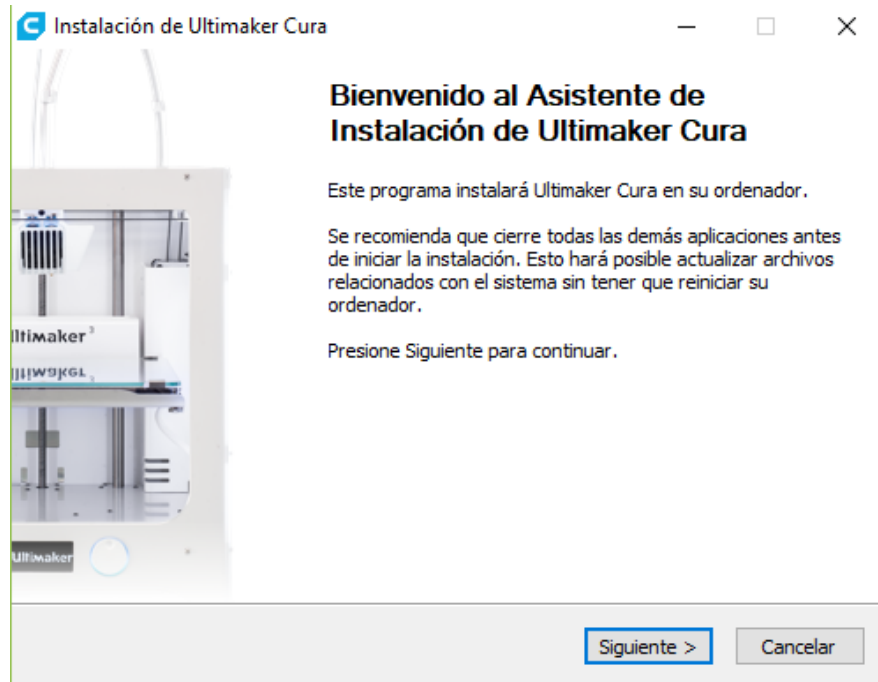 Instalación de Ultimaker Cura
Bienvenido al Asistente de
Instalación de Ultimaker Cura
Este programa instalará Ultimaker Cura en su ordenador.
Se recomienda que cierre todas las demás aplicaciones antes
de iniciar la instalación. Esto hará posible actualizar archivos
relacionados con el sistema sin tener que reiniciar su
ordenador.
Presione Siguiente para continuar.
ltimaker 3
Ultimaker
Siguiente >
Cancelar